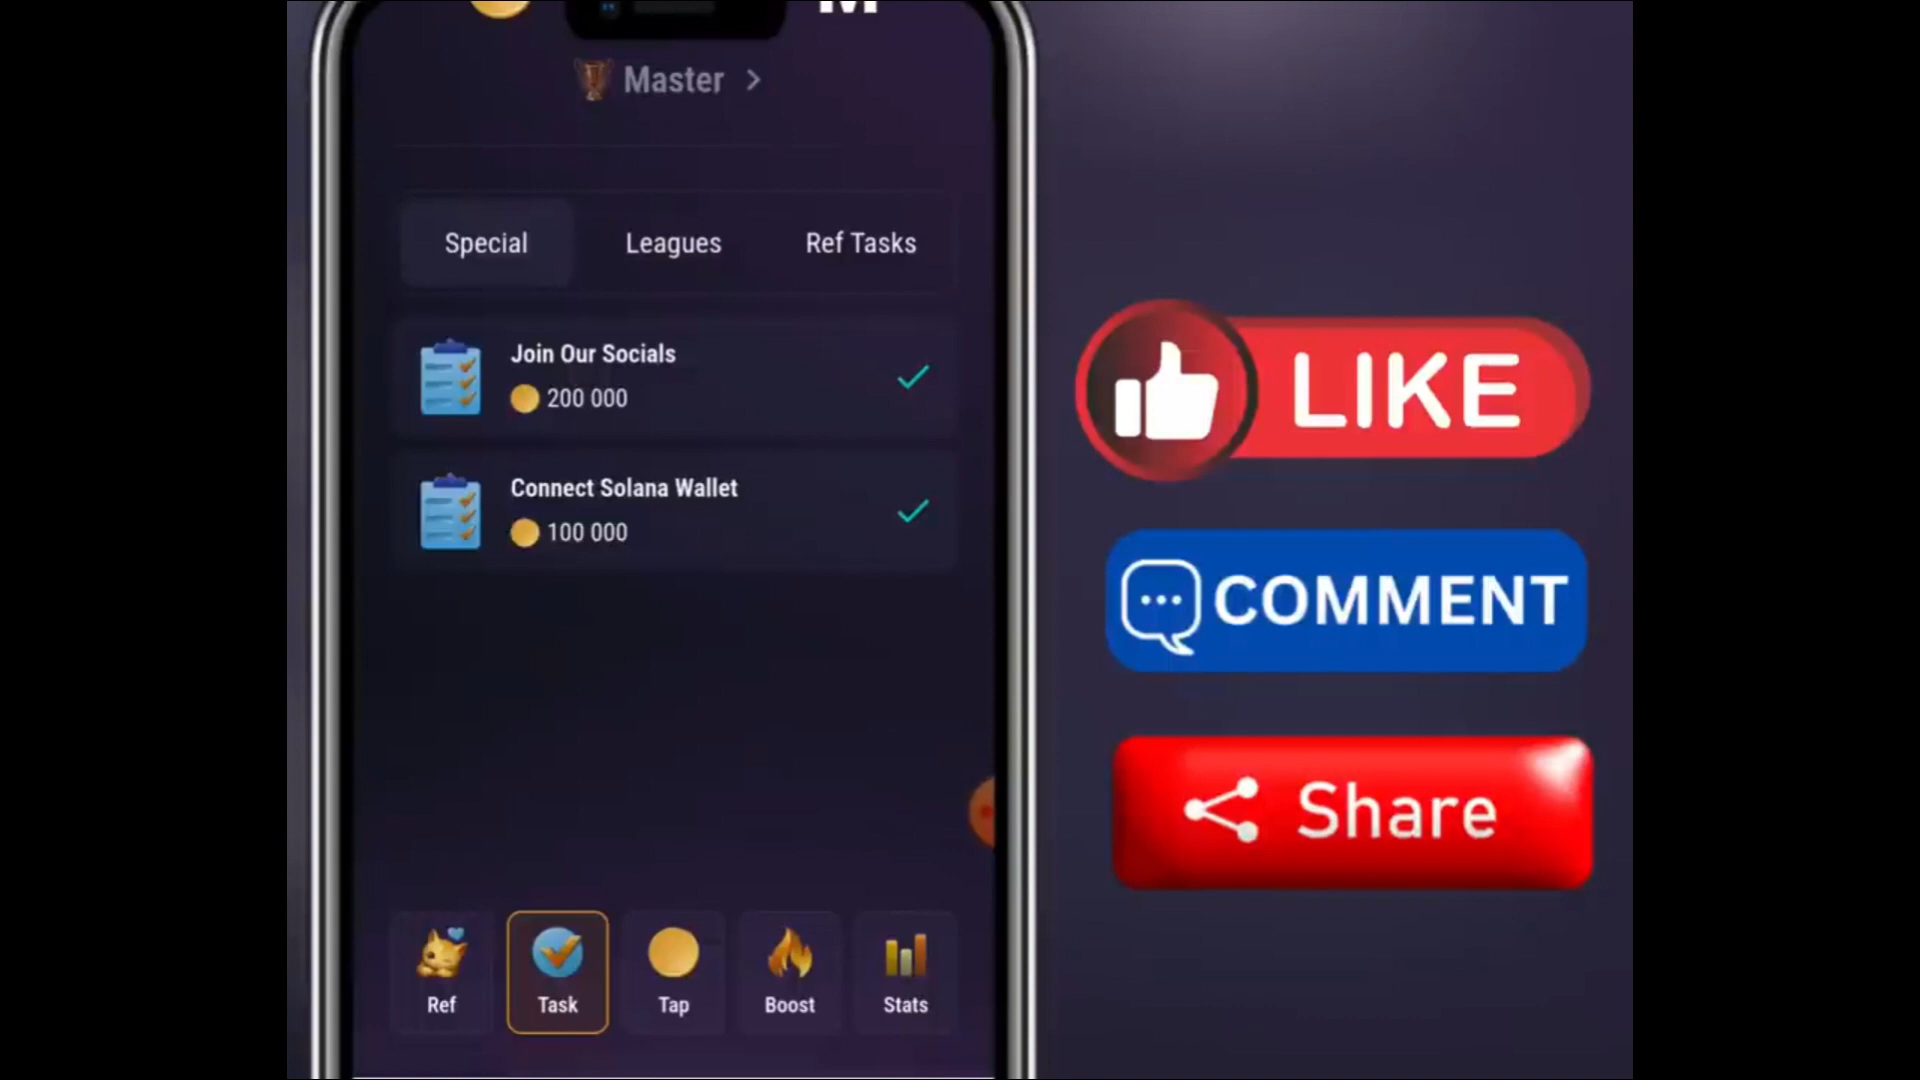 Master >
Special Leagues Ref Tasks
Join Our Socials
200 000
Connect Solana Wallet
100 000
Ref Task Tap Boost Stats
LIKE
COMMENT
Share